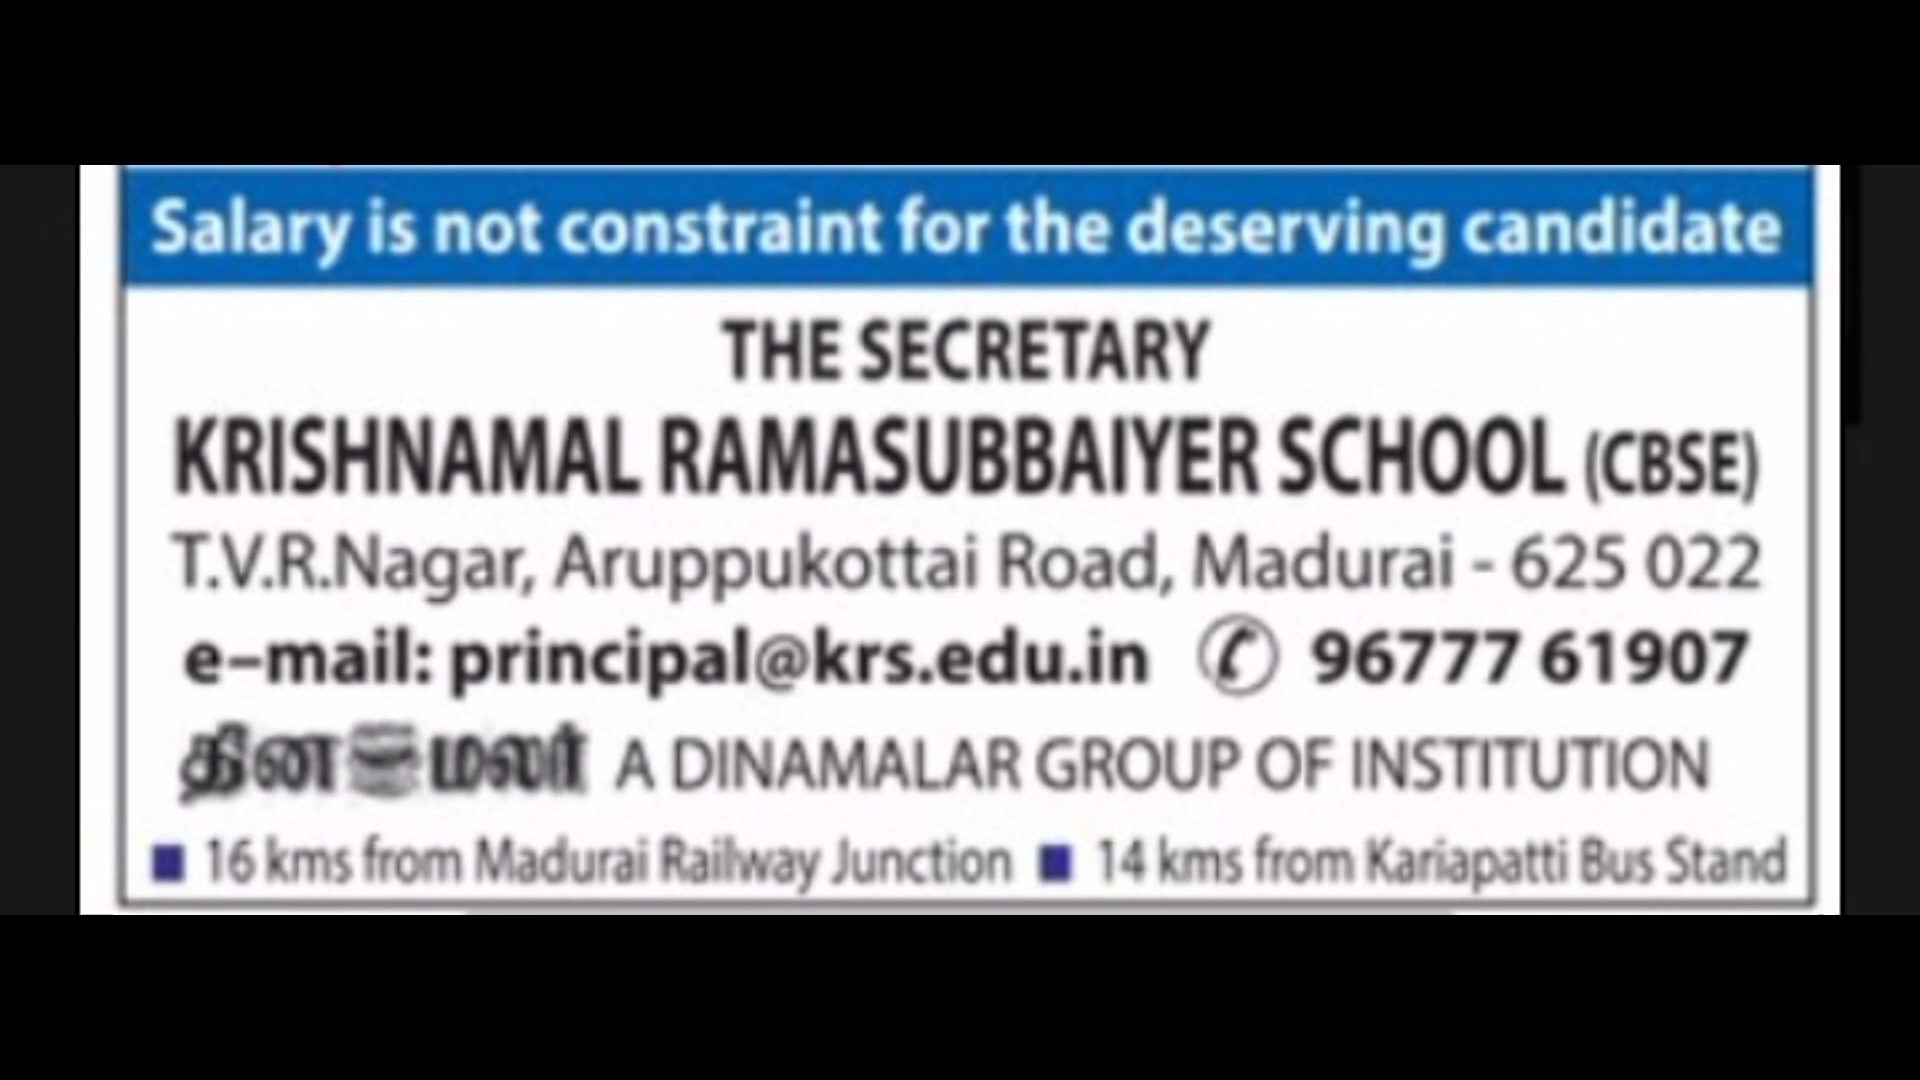 Salary is not constraint for the deserving candidate
THE SECRETARY
KRISHNAMAL RAMASUBBAIYER SCHOOL (CBSE)
T.V.R.Nagar, Aruppukottai Road, Madurai - 625 022
e–mail: principal@krs.edu.in ✆ 96777 61907
தினமலர் A DINAMALAR GROUP OF INSTITUTION
■ 16 kms from Madurai Railway Junction ■ 14 kms from Kariapatti Bus Stand